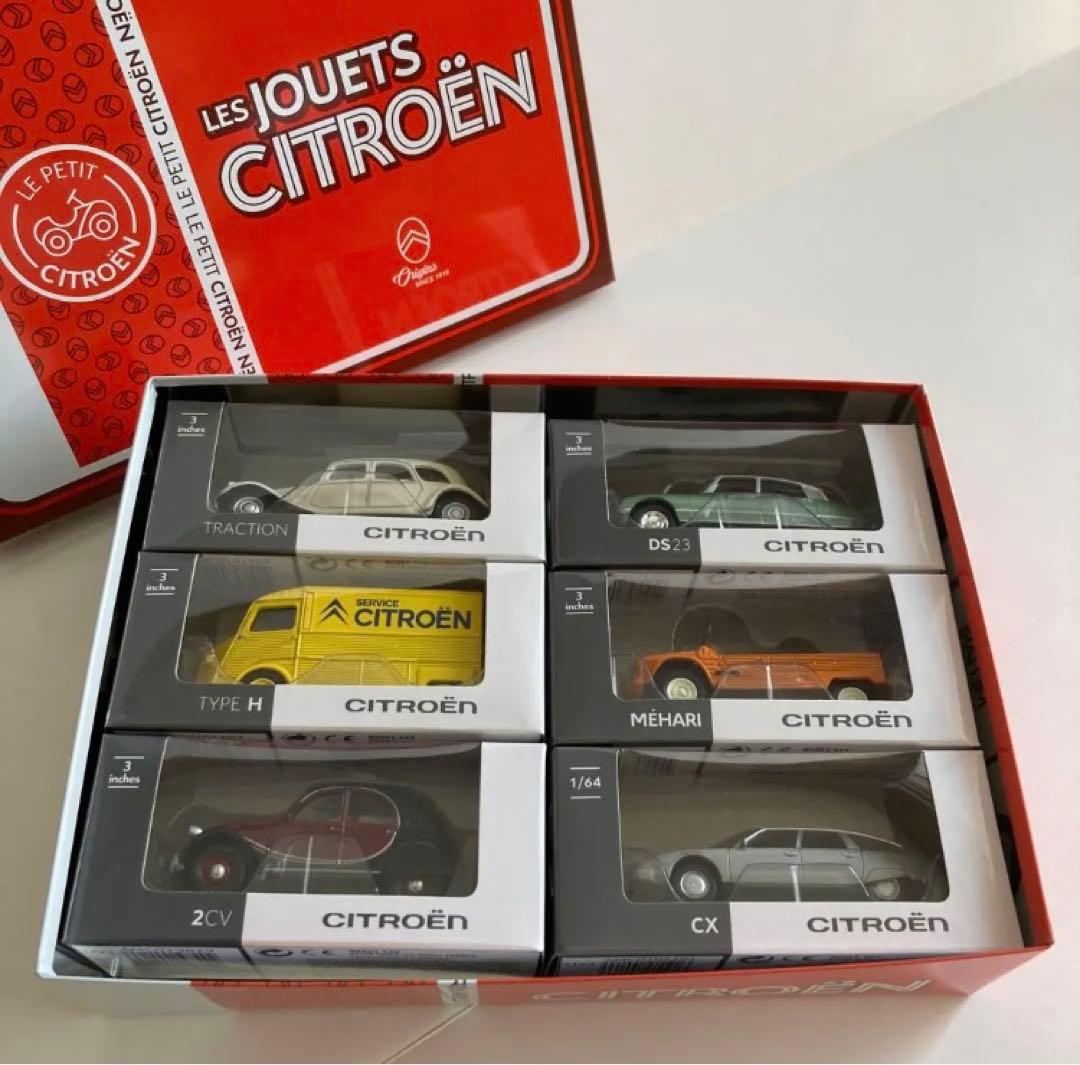 LES JOUETS
CITROËN
Origins
SINCE 1919
LE PETIT
CITROËN
LE PETIT CITROËN
LE PETIT CITROËN
3
inches
TRACTION
CITROËN
3
inches
DS23
CITROËN
3
inches
SERVICE
CITROËN
TYPE H
CITROËN
3
inches
MÉHARI
CITROËN
3
inches
2CV
CITROËN
1/64
CX
CITROËN
CITROËN